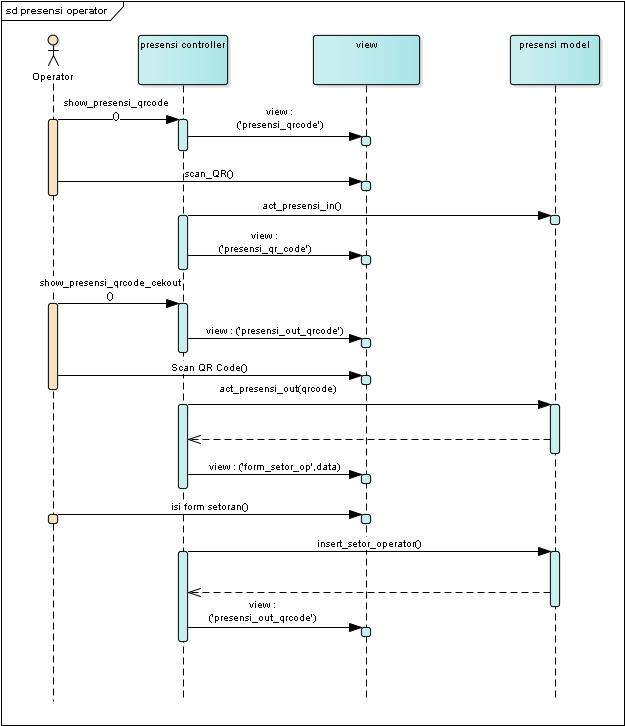 sd presensi operator
presensi controller
view
presensi model
Operator
show_presensi_qrcode
()
view :
('presensi_qrcode')
scan_QR()
act_presensi_in()
view :
('presensi_qr_code')
show_presensi_qrcode_cekout
()
view : ('presensi_out_qrcode')
Scan QR Code()
act_presensi_out(qrcode)
view : ('form_setor_op',data)
isi form setoran()
insert_setor_operator()
view :
('presensi_out_qrcode')